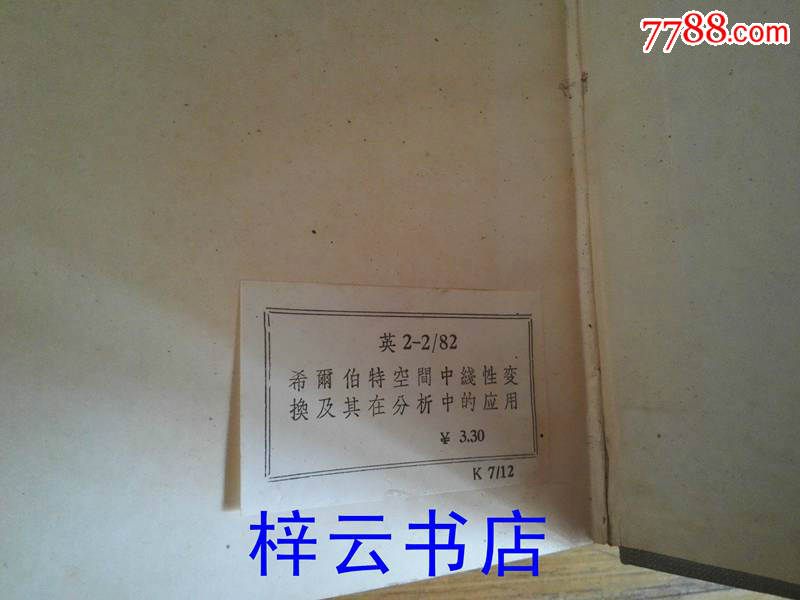 7788.com
英 2-2/82
希爾伯特空間中綫性変
換及其在分析中的应用
¥ 3.30
K 7/12
梓云书店